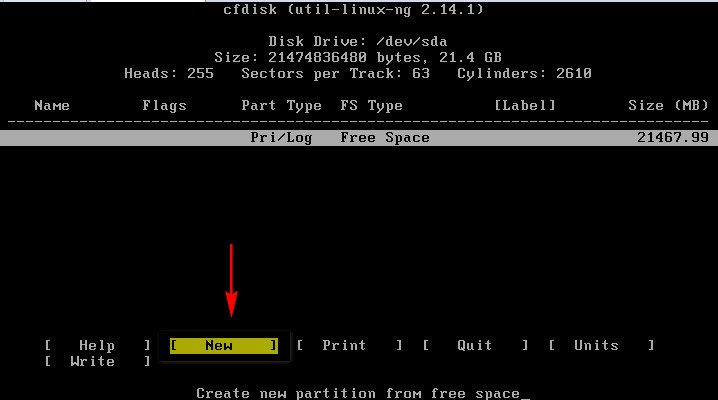 cfdisk (util-linux-ng 2.14.1)
Disk Drive: /dev/sda
Size: 21474836480 bytes, 21.4 GB
Heads: 255   Sectors per Track: 63   Cylinders: 2610
Name   Flags   Part Type   FS Type   [Label]   Size (MB)
Pri/Log   Free Space   21467.99
[   Help   ] [   New   ] [   Print   ] [   Quit   ] [   Units   ]
[   Write   ]
Create new partition from free space_